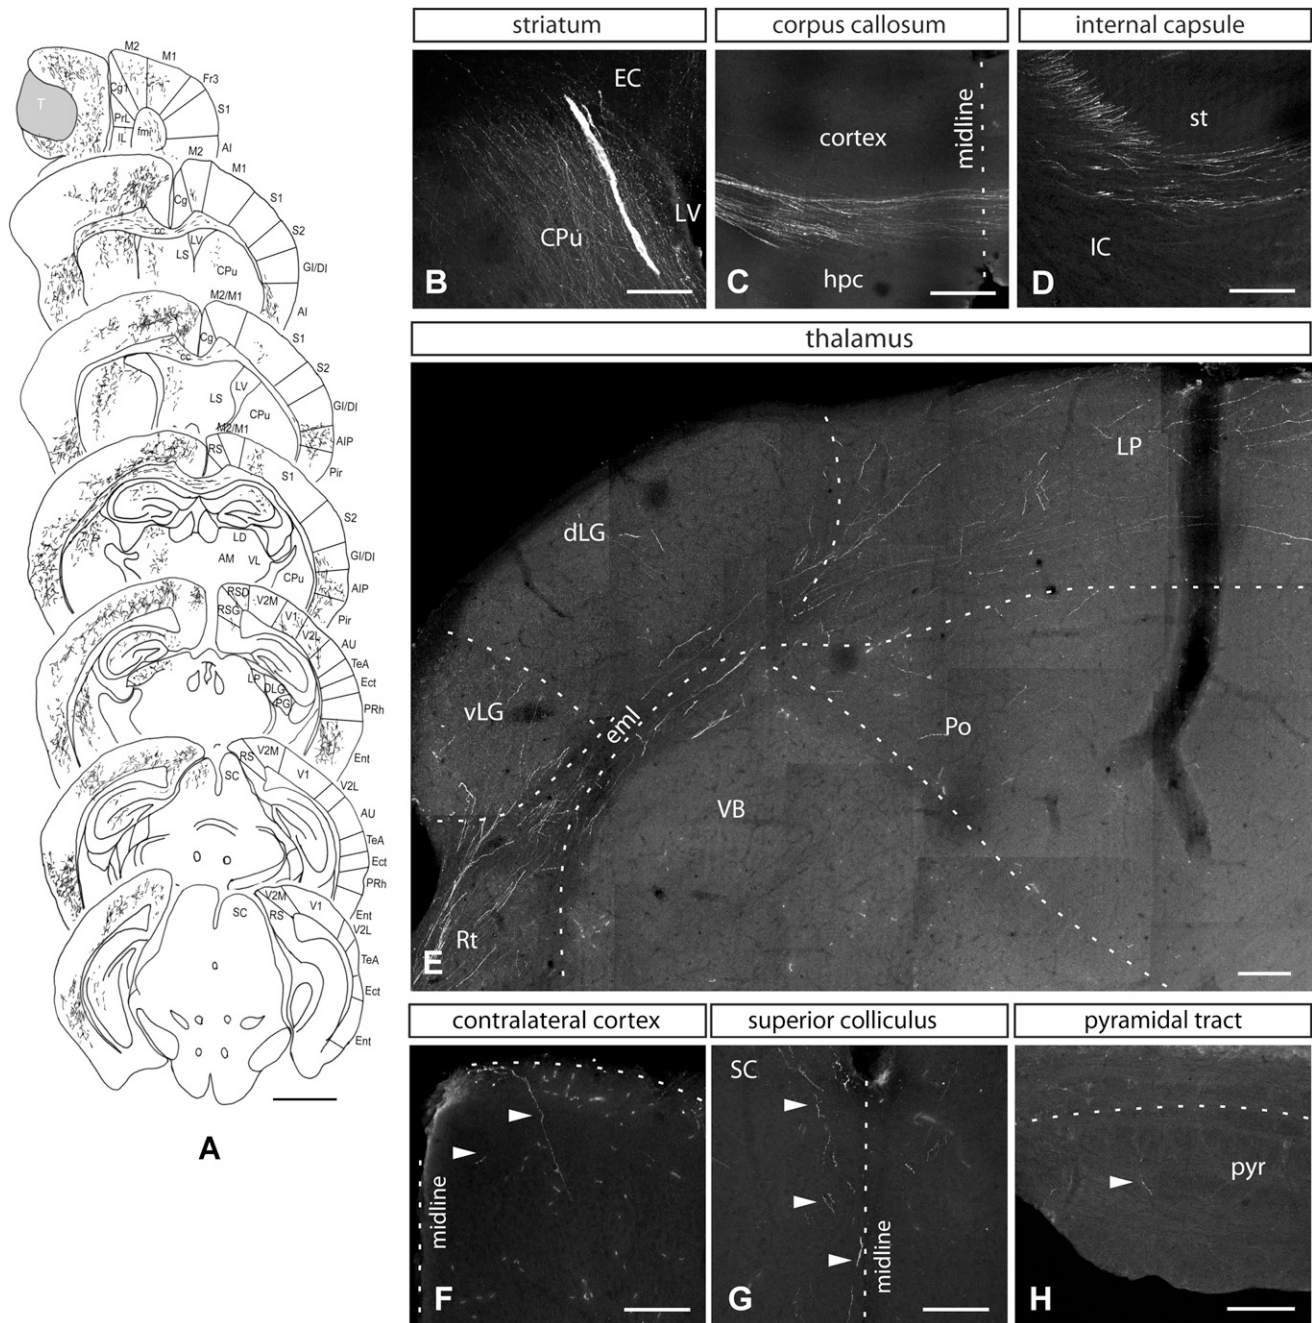 T
M2
M1
Fr3
S1
AI
Cg1
PrL
IL
fmi
M2
M1
S1
S2
GI/DI
AI
Cg
cc
LV
LS
CPu
M2/M1
S1
S2
GI/DI
AIP
Pir
Cg
cc
LV
LS
CPu
M2/M1
RS
S1
S2
GI/DI
AIP
Pir
LD
AM
VL
CPu
RSD
RSG
V2M
V1
V2L
AU
TeA
Ect
PRh
Ent
LP
DLG
PG
V2M
RS
V1
V2L
AU
TeA
Ect
PRh
Ent
SC
V2M
RS
V1
V2L
TeA
Ect
Ent
SC
A
striatum
EC
LV
CPu
B
corpus callosum
cortex
midline
hpc
C
internal capsule
st
IC
D
thalamus
LP
dLG
vLG
eml
Po
VB
Rt
E
contralateral cortex
midline
F
superior colliculus
SC
midline
G
pyramidal tract
pyr
H